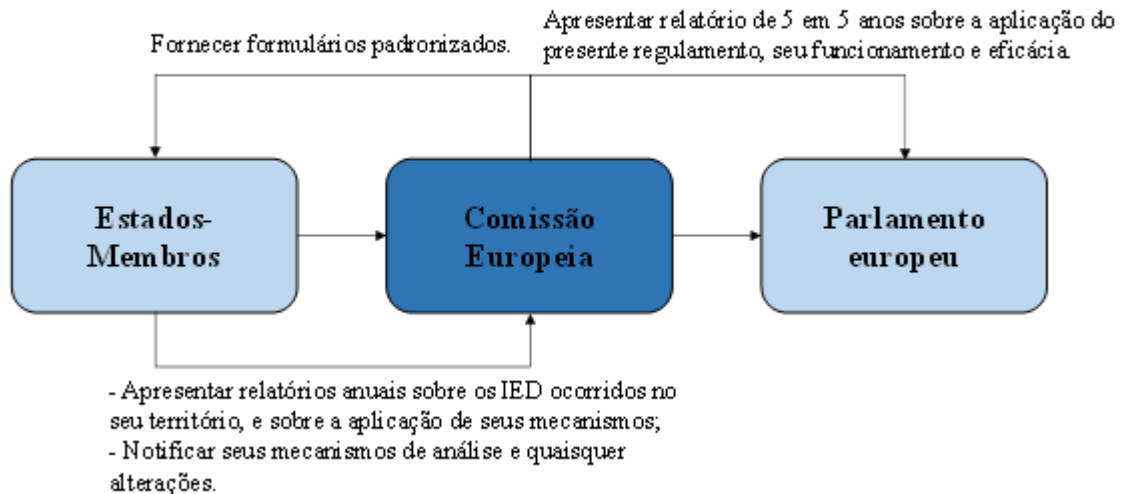 Apresentar relatório de 5 em 5 anos sobre a aplicação do
presente regulamento, seu funcionamento e eficácia.
Fornecer formulários padronizados.
Estados-
Membros
Comissão
Europeia
Parlamento
europeu
- Apresentar relatórios anuais sobre os IED ocorridos no
seu território, e sobre a aplicação de seus mecanismos;
- Notificar seus mecanismos de análise e quaisquer
alterações.